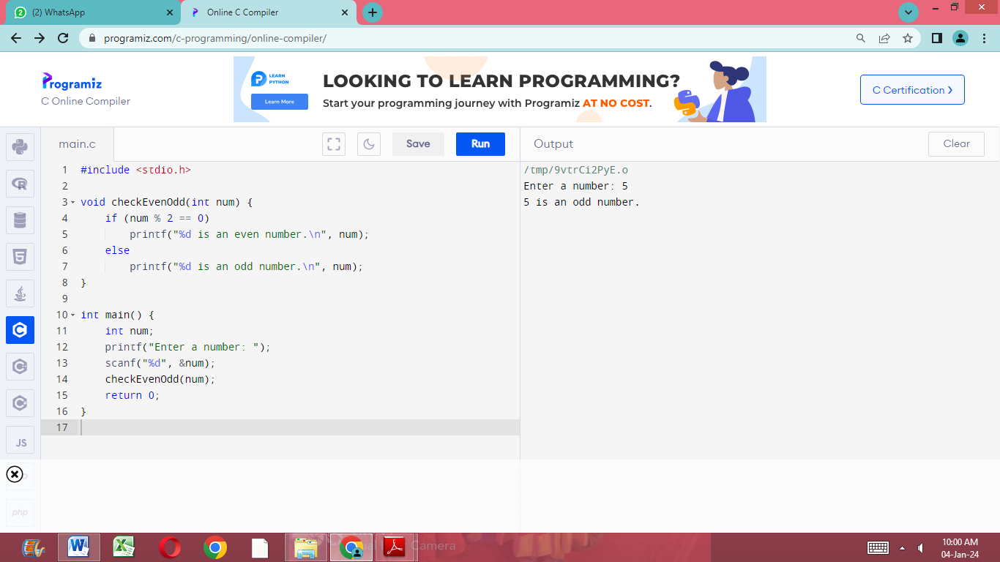 (2) WhatsApp
Online C Compiler
programiz.com/c-programming/online-compiler/
Programiz
C Online Compiler
LEARN
PYTHON
Learn More
LOOKING TO LEARN PROGRAMMING?
Start your programming journey with Programiz AT NO COST.
C Certification
main.c
Save
Run
Output
Clear
1 #include <stdio.h>
2
3 void checkEvenOdd(int num) {
4     if (num % 2 == 0)
5         printf("%d is an even number.\n", num);
6     else
7         printf("%d is an odd number.\n", num);
8 }
9
10 int main() {
11     int num;
12     printf("Enter a number: ");
13     scanf("%d", &num);
14     checkEvenOdd(num);
15     return 0;
16 }
17
/tmp/9vtrCi2PyE.o
Enter a number: 5
5 is an odd number.
JS
php
Camera
10:00 AM
04-Jan-24